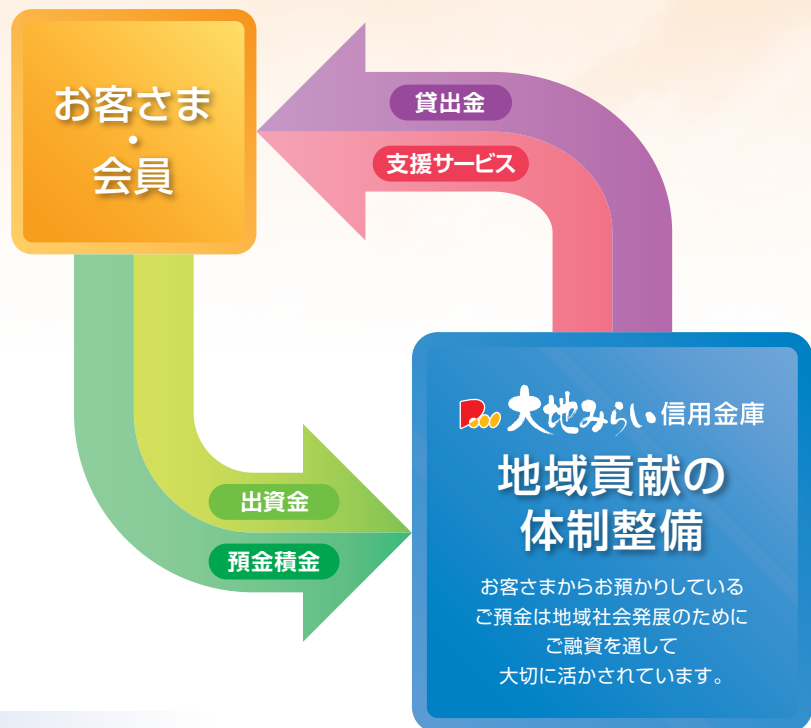 お客さま
・
会員
貸出金
支援サービス
出資金
預金積金
大地みらい信用金庫
地域貢献の
体制整備
お客さまからお預かりしている
ご預金は地域社会発展のために
ご融資を通して
大切に活かされています。